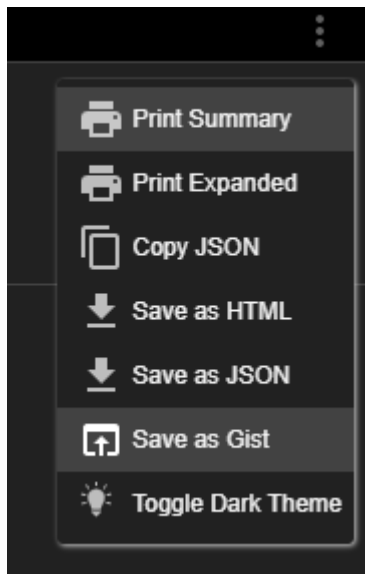 Print Summary
Print Expanded
Copy JSON
Save as HTML
Save as JSON
Save as Gist
Toggle Dark Theme